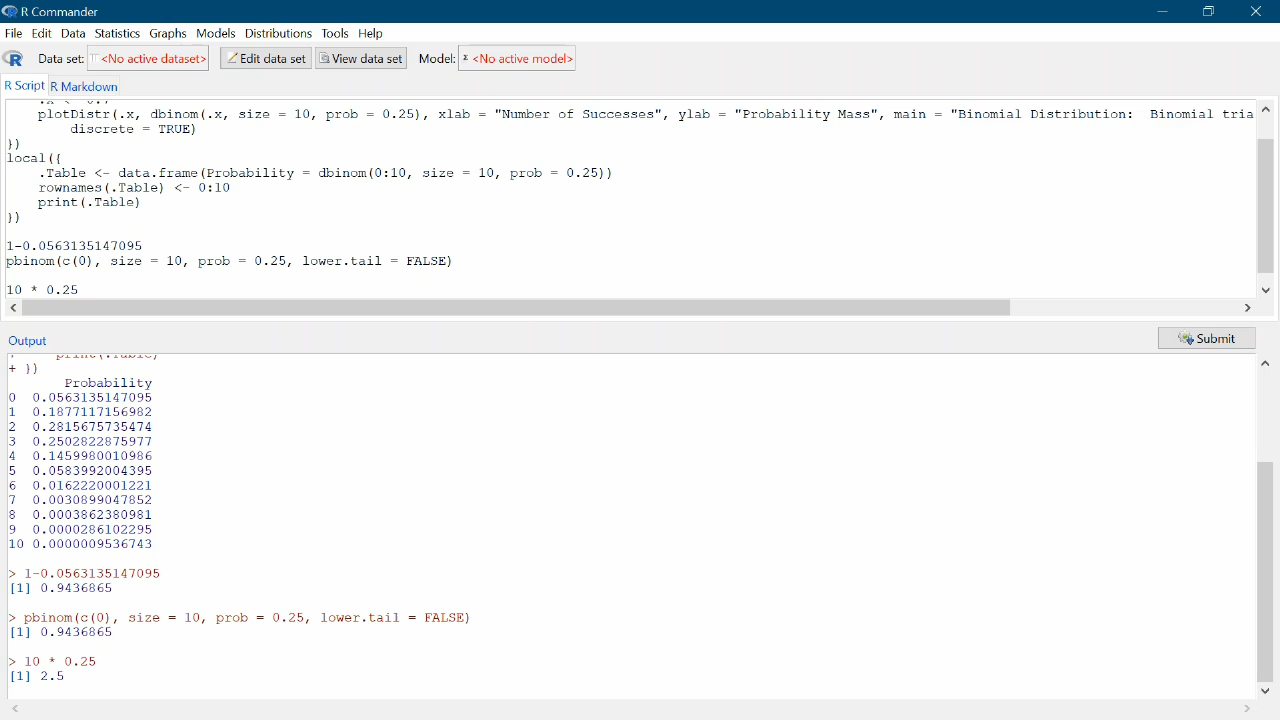 R Commander
File Edit Data Statistics Graphs Models Distributions Tools Help
Data set: <No active dataset> Edit data set View data set Model: Σ <No active model>
R Script R Markdown
plotDistr(.x, dbinom(.x, size = 10, prob = 0.25), xlab = "Number of Successes", ylab = "Probability Mass", main = "Binomial Distribution:  Binomial tria
discrete = TRUE)
})
local({
.Table <- data.frame(Probability = dbinom(0:10, size = 10, prob = 0.25))
rownames(.Table) <- 0:10
print(.Table)
})
1-0.0563135147095
pbinom(c(0), size = 10, prob = 0.25, lower.tail = FALSE)
10 * 0.25
Output
Submit
+ print(.Table)
+ })
Probability
0 0.0563135147095
1 0.1877117156982
2 0.2815675735474
3 0.2502822875977
4 0.1459980010986
5 0.0583992004395
6 0.0162220001221
7 0.0030899047852
8 0.0003862380981
9 0.0000286102295
10 0.0000009536743
> 1-0.0563135147095
[1] 0.9436865
> pbinom(c(0), size = 10, prob = 0.25, lower.tail = FALSE)
[1] 0.9436865
> 10 * 0.25
[1] 2.5